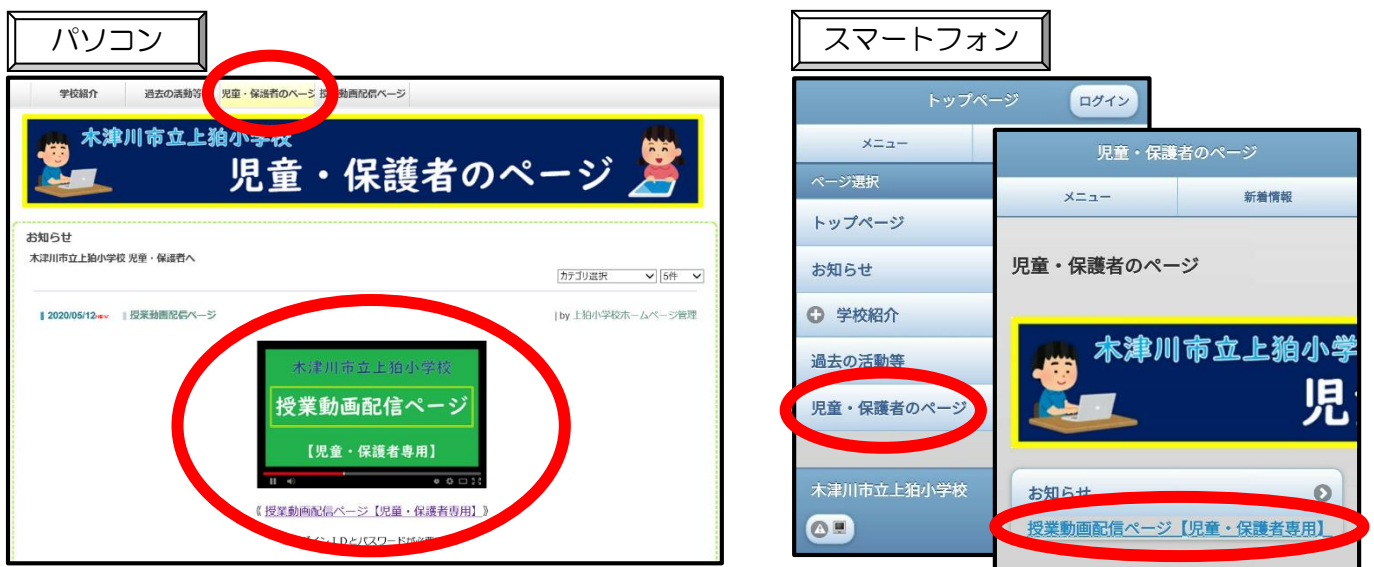 パソコン
学校紹介 過去の活動等 児童・保護者のページ 授業動画配信ページ
木津川市立上狛小学校
児童・保護者のページ
お知らせ
木津川市立上狛小学校 児童・保護者へ
カテゴリ選択 5件
2020/05/12 NEW 授業動画配信ページ | by 上狛小学校ホームページ管理
木津川市立上狛小学校
授業動画配信ページ
【児童・保護者専用】
《 授業動画配信ページ【児童・保護者専用】 》
スマートフォン
トップページ ログイン
メニュー
ページ選択
トップページ
お知らせ
学校紹介
過去の活動等
児童・保護者のページ
木津川市立上狛小学校
児童・保護者のページ
メニュー 新着情報
児童・保護者のページ
木津川市立上狛小学
児
お知らせ
授業動画配信ページ【児童・保護者専用】